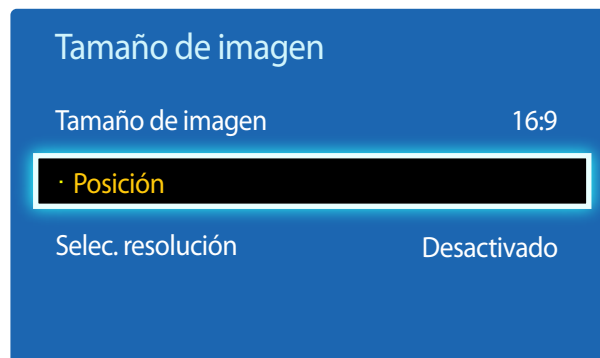 Tamaño de imagen
Tamaño de imagen 16:9
· Posición
Selec. resolución Desactivado